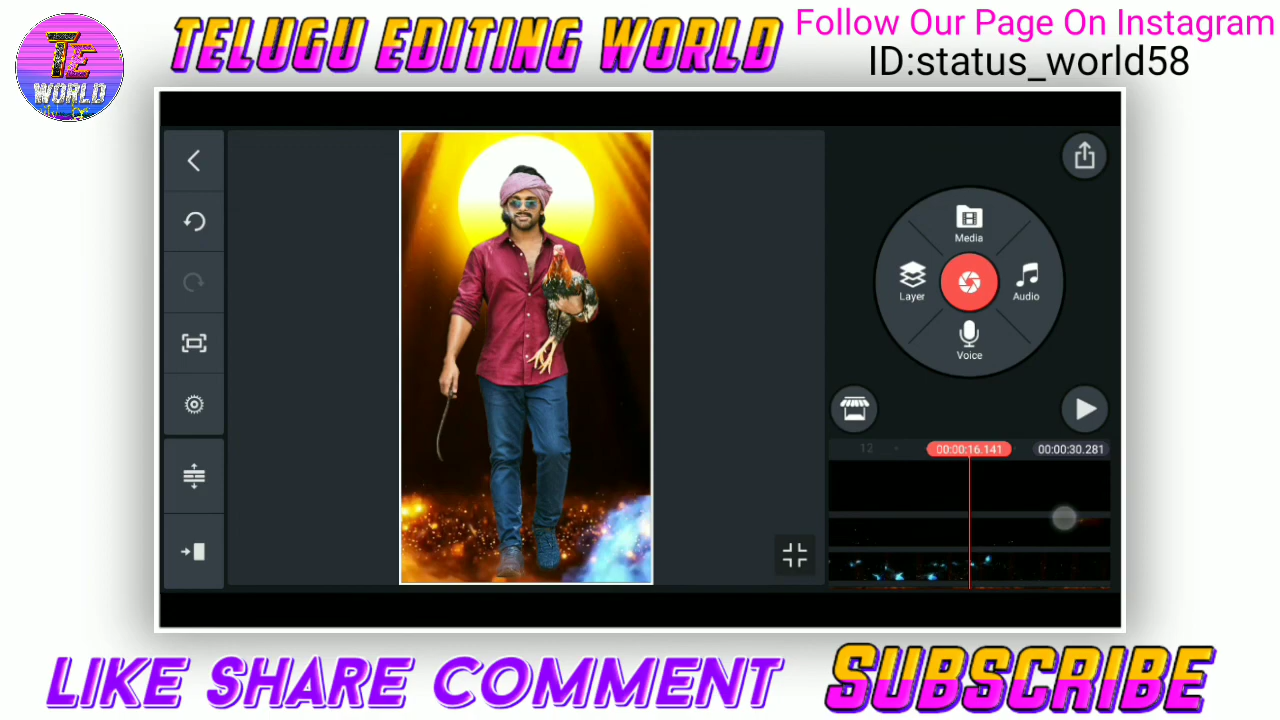 TELUGU EDITING WORLD
Follow Our Page On Instagram
ID:status_world58
TE
WORLD
Media
Layer
Audio
Voice
12
00:00:16.141
00:00:30.281
LIKE SHARE COMMENT
SUBSCRIBE